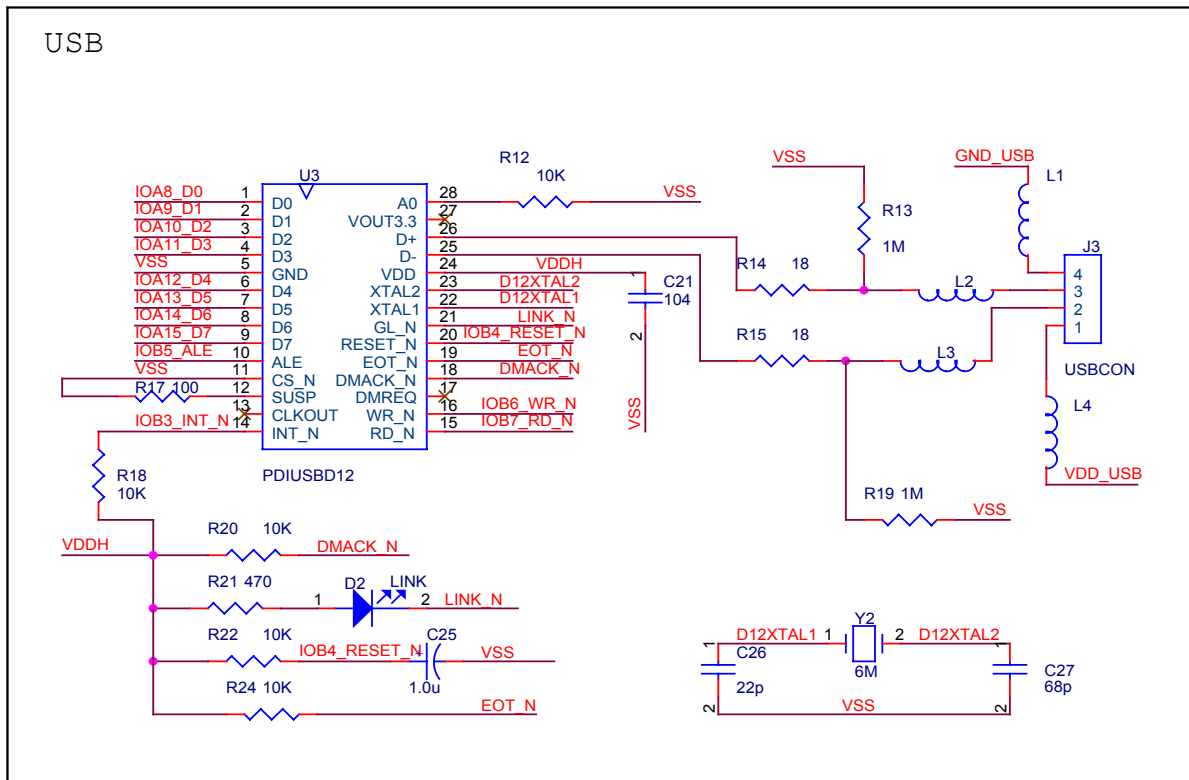 USB
U3
PDIUSBD12
IOA8_D0 1 D0
IOA9_D1 2 D1
IOA10_D2 3 D2
IOA11_D3 4 D3
VSS 5 GND
IOA12_D4 6 D4
IOA13_D5 7 D5
IOA14_D6 8 D6
IOA15_D7 9 D7
IOB5_ALE 10 ALE
VSS 11 CS_N
R17 100 12 SUSP
13 CLKOUT
IOB3_INT_N 14 INT_N
A0 28
VOUT3.3 27
D+ 26
D- 25
VDD 24 VDDH
XTAL2 23 D12XTAL2
XTAL1 22 D12XTAL1
GL_N 21 LINK_N
RESET_N 20 IOB4_RESET_N
EOT_N 19 EOT_N
DMACK_N 18 DMACK_N
DMREQ 17
WR_N 16 IOB6_WR_N
RD_N 15 IOB7_RD_N
R12
10K
VSS
1
C21
104
2
VSS
VSS
R13
1M
R14 18
R15 18
GND_USB
L1
L2
L3
J3
4
3
2
1
USBCON
L4
VDD_USB
R19 1M
VSS
R18
10K
VDDH
R20 10K
DMACK_N
R21 470
1 D2 LINK 2
LINK_N
R22 10K
IOB4_RESET_N
+
C25
1.0u
VSS
R24 10K
EOT_N
D12XTAL1 1 Y2 2 D12XTAL2
6M
1
C26
22p
2
VSS
1
C27
68p
2